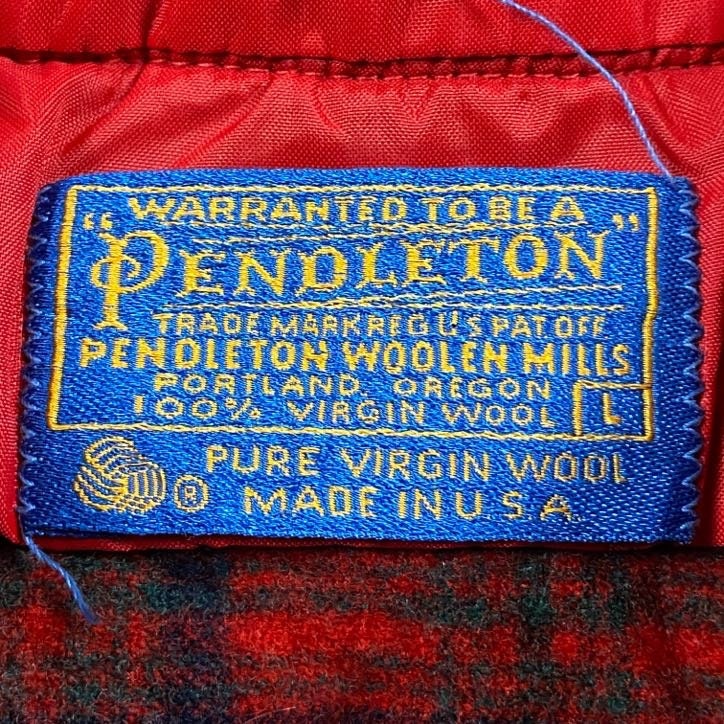 "WARRANTED TO BE A
PENDLETON"
TRADE MARK REG U.S PAT OFF
PENDLETON WOOLEN MILLS
PORTLAND, OREGON
100% VIRGIN WOOL L
PURE VIRGIN WOOL
® MADE IN U S A